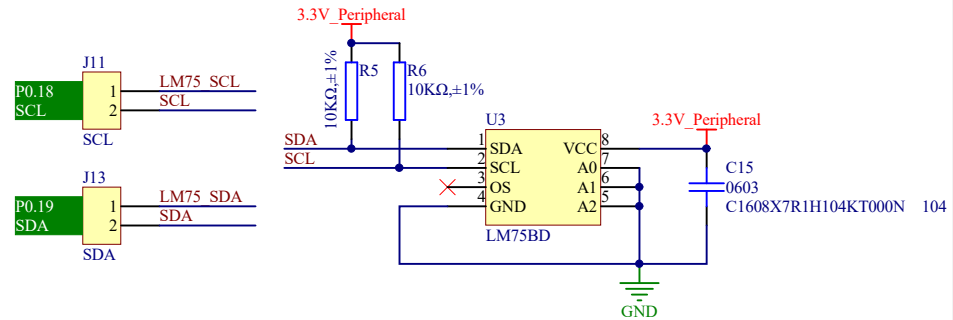 3.3V_Peripheral
J11
P0.18
SCL
1
2
LM75_SCL
SCL
SCL
J13
P0.19
SDA
1
2
LM75_SDA
SDA
SDA
10KΩ,±1%
R5
R6
10KΩ,±1%
SDA
SCL
U3
1
2
3
4
SDA
SCL
OS
GND
VCC
A0
A1
A2
8
7
6
5
LM75BD
3.3V_Peripheral
C15
0603
C1608X7R1H104KT000N 104
GND